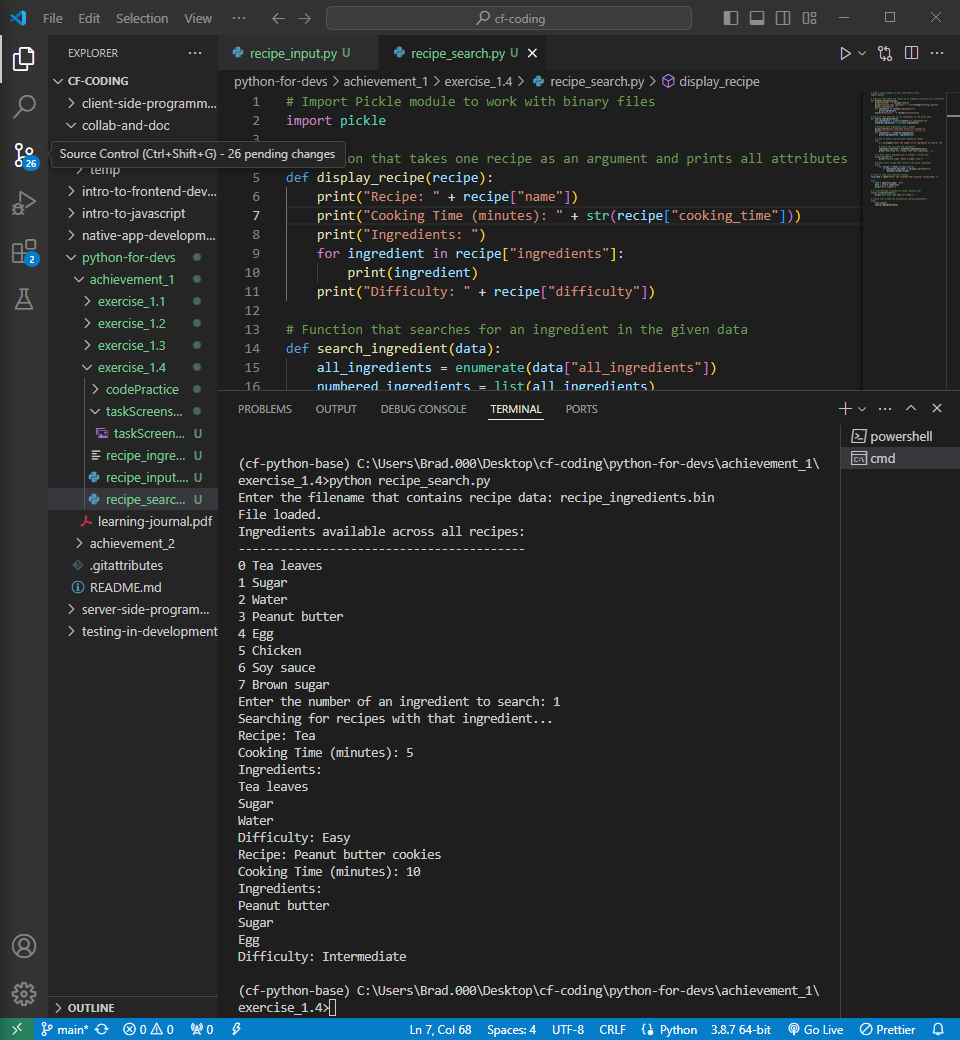 File Edit Selection View ··· cf-coding
EXPLORER ···
CF-CODING
client-side-programm...
collab-and-doc
Source Control (Ctrl+Shift+G) - 26 pending changes
temp
intro-to-frontend-dev...
intro-to-javascript
native-app-developm...
python-for-devs
achievement_1
exercise_1.1
exercise_1.2
exercise_1.3
exercise_1.4
codePractice
taskScreens...
taskScreen... U
recipe_ingre... U
recipe_input.... U
recipe_searc... U
learning-journal.pdf
achievement_2
.gitattributes
README.md
server-side-program...
testing-in-development
OUTLINE
26
2
recipe_input.py U
recipe_search.py U
python-for-devs > achievement_1 > exercise_1.4 > recipe_search.py > display_recipe
1 # Import Pickle module to work with binary files
2 import pickle
3
ion that takes one recipe as an argument and prints all attributes
5 def display_recipe(recipe):
6 print("Recipe: " + recipe["name"])
7 print("Cooking Time (minutes): " + str(recipe["cooking_time"]))
8 print("Ingredients: ")
9 for ingredient in recipe["ingredients"]:
10 print(ingredient)
11 print("Difficulty: " + recipe["difficulty"])
12
13 # Function that searches for an ingredient in the given data
14 def search_ingredient(data):
15 all_ingredients = enumerate(data["all_ingredients"])
16 numbered_ingredients = list(all_ingredients)
PROBLEMS OUTPUT DEBUG CONSOLE TERMINAL PORTS
powershell
cmd
(cf-python-base) C:\Users\Brad.000\Desktop\cf-coding\python-for-devs\achievement_1\
exercise_1.4>python recipe_search.py
Enter the filename that contains recipe data: recipe_ingredients.bin
File loaded.
Ingredients available across all recipes:
-----------------------------------------
0 Tea leaves
1 Sugar
2 Water
3 Peanut butter
4 Egg
5 Chicken
6 Soy sauce
7 Brown sugar
Enter the number of an ingredient to search: 1
Searching for recipes with that ingredient...
Recipe: Tea
Cooking Time (minutes): 5
Ingredients:
Tea leaves
Sugar
Water
Difficulty: Easy
Recipe: Peanut butter cookies
Cooking Time (minutes): 10
Ingredients:
Peanut butter
Sugar
Egg
Difficulty: Intermediate
(cf-python-base) C:\Users\Brad.000\Desktop\cf-coding\python-for-devs\achievement_1\
exercise_1.4>
main* 0 0 0 Ln 7, Col 68 Spaces: 4 UTF-8 CRLF Python 3.8.7 64-bit Go Live Prettier